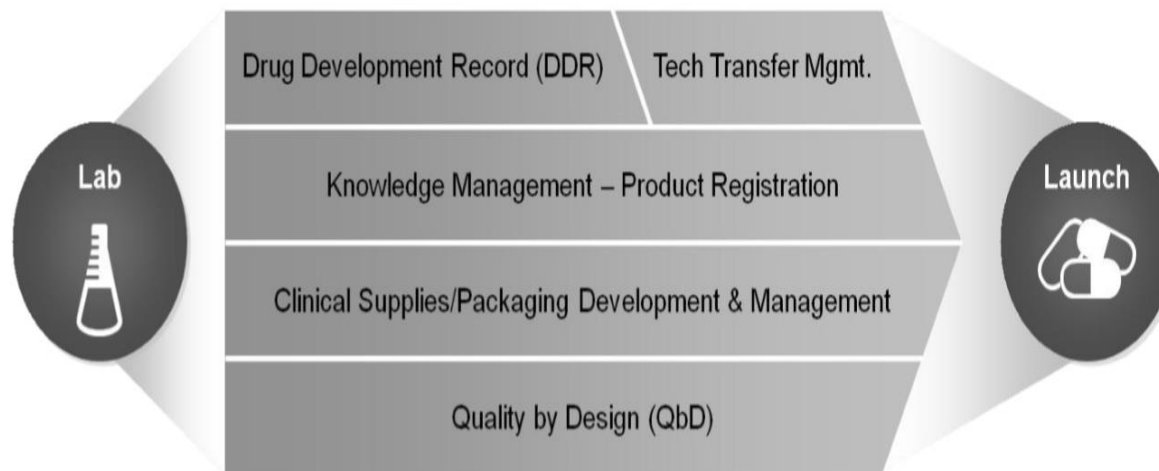 Drug Development Record (DDR)
Tech Transfer Mgmt.
Lab
Knowledge Management – Product Registration
Launch
Clinical Supplies/Packaging Development & Management
Quality by Design (QbD)